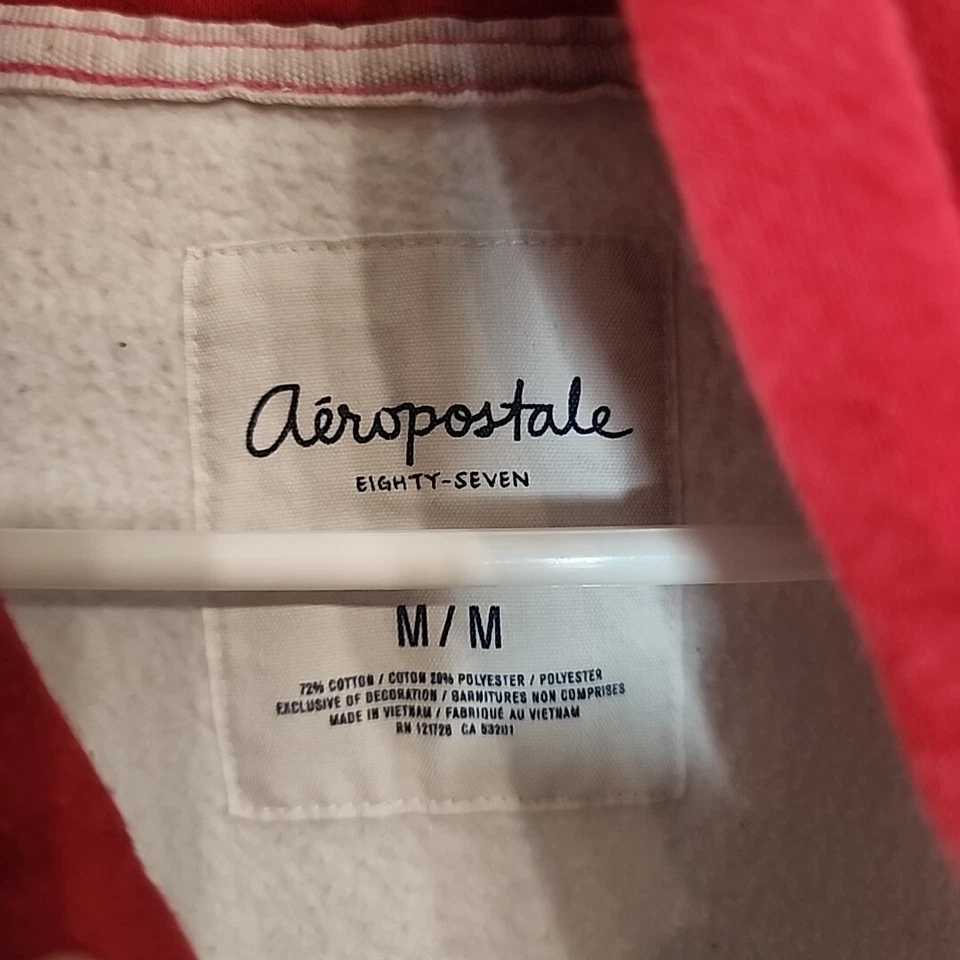 aéropostale
EIGHTY-SEVEN
M / M
72% COTTON / COTON 28% POLYESTER / POLYESTER
EXCLUSIVE OF DECORATION / GARNITURES NON COMPRISES
MADE IN VIETNAM / FABRIQUÉ AU VIETNAM
RN 121726 CA 53201